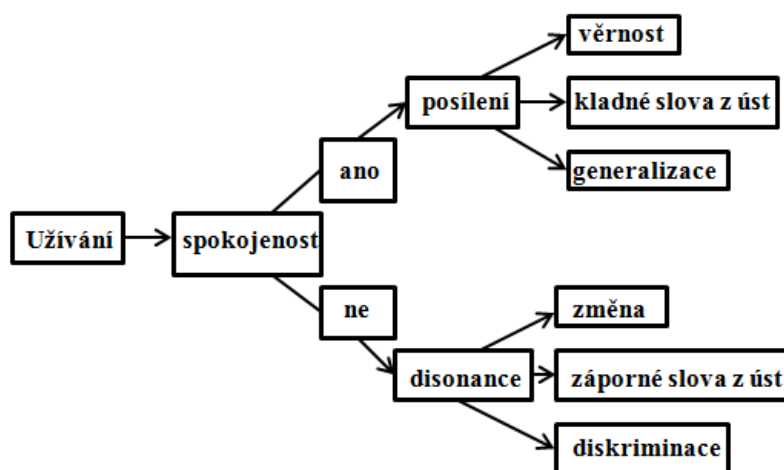 věrnost
posílení
kladné slova z úst
ano
generalizace
Užívání
spokojenost
ne
změna
disonance
záporné slova z úst
diskriminace